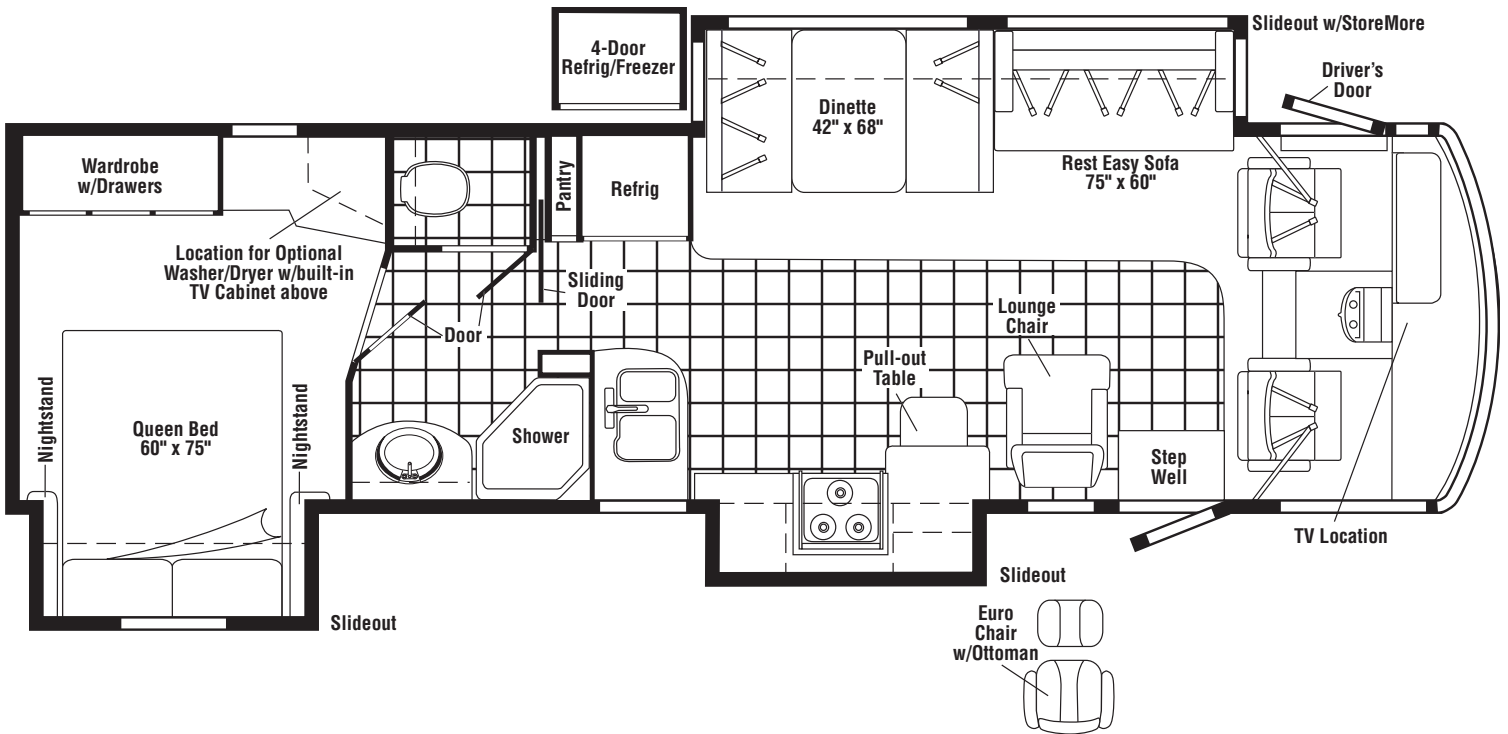 4-Door
Refrig/Freezer
Slideout w/StoreMore
Driver's
Door
Dinette
42" x 68"
Wardrobe
w/Drawers
Pantry
Refrig
Rest Easy Sofa
75" x 60"
Location for Optional
Washer/Dryer w/built-in
TV Cabinet above
Sliding
Door
Door
Lounge
Chair
Pull-out
Table
Nightstand
Queen Bed
60" x 75"
Nightstand
Shower
Step
Well
TV Location
Slideout
Slideout
Euro
Chair
w/Ottoman